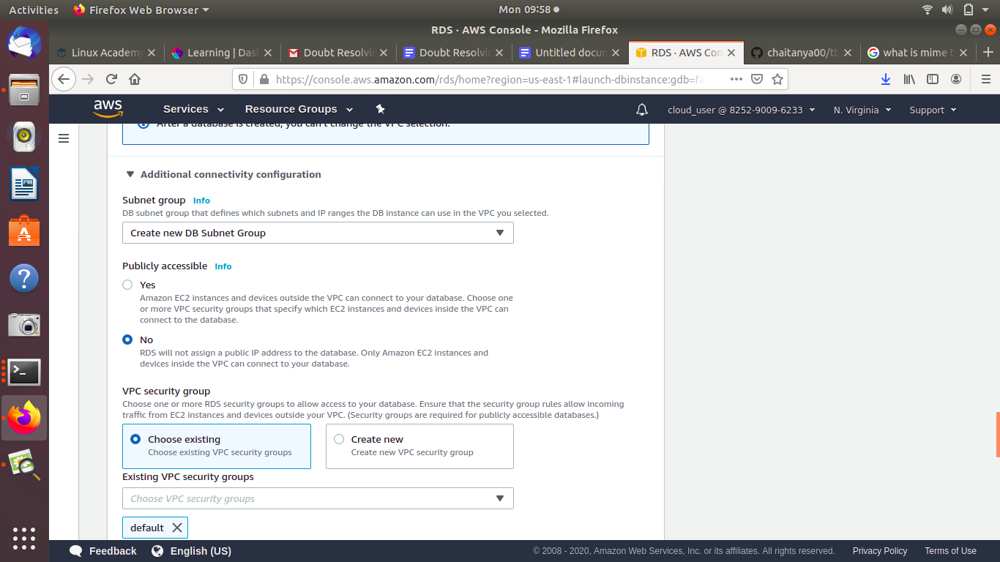 Activities
Firefox Web Browser
Mon 09:58
RDS · AWS Console - Mozilla Firefox
Linux Academy
Learning | Das
Doubt Resolvin
Doubt Resolvin
Untitled docum
RDS · AWS Con
chaitanya00/tt
what is mime t
https://console.aws.amazon.com/rds/home?region=us-east-1#launch-dbinstance:gdb=fa
aws
Services
Resource Groups
cloud_user @ 8252-9009-6233
N. Virginia
Support
After a database is created, you can't change the VPC selection.
Additional connectivity configuration
Subnet group Info
DB subnet group that defines which subnets and IP ranges the DB instance can use in the VPC you selected.
Create new DB Subnet Group
Publicly accessible Info
Yes
Amazon EC2 instances and devices outside the VPC can connect to your database. Choose one
or more VPC security groups that specify which EC2 instances and devices inside the VPC can
connect to the database.
No
RDS will not assign a public IP address to the database. Only Amazon EC2 instances and
devices inside the VPC can connect to your database.
VPC security group
Choose one or more RDS security groups to allow access to your database. Ensure that the security group rules allow incoming
traffic from EC2 instances and devices outside your VPC. (Security groups are required for publicly accessible databases.)
Choose existing
Choose existing VPC security groups
Create new
Create new VPC security group
Existing VPC security groups
Choose VPC security groups
default
Feedback
English (US)
© 2008 - 2020, Amazon Web Services, Inc. or its affiliates. All rights reserved.
Privacy Policy
Terms of Use